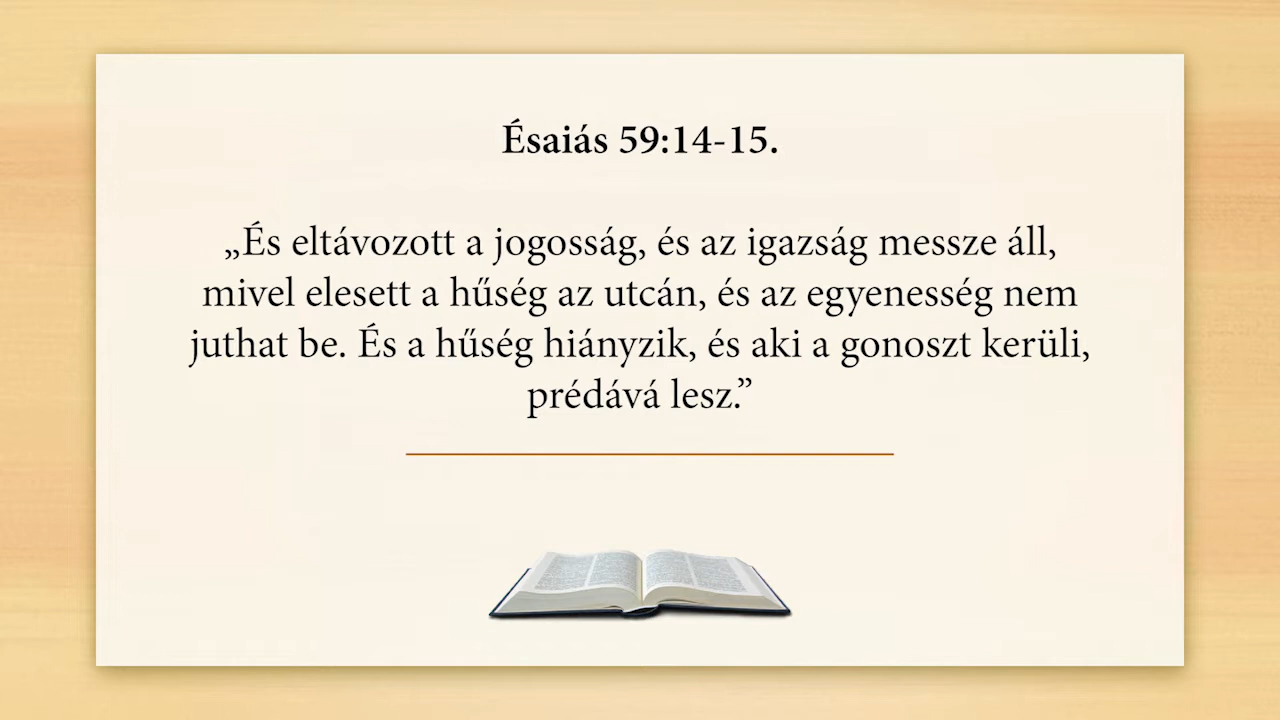 Ésaiás 59:14-15.
„És eltávozott a jogosság, és az igazság messze áll,
mivel elesett a hűség az utcán, és az egyenesség nem
juthat be. És a hűség hiányzik, és aki a gonoszt kerüli,
prédává lesz.”